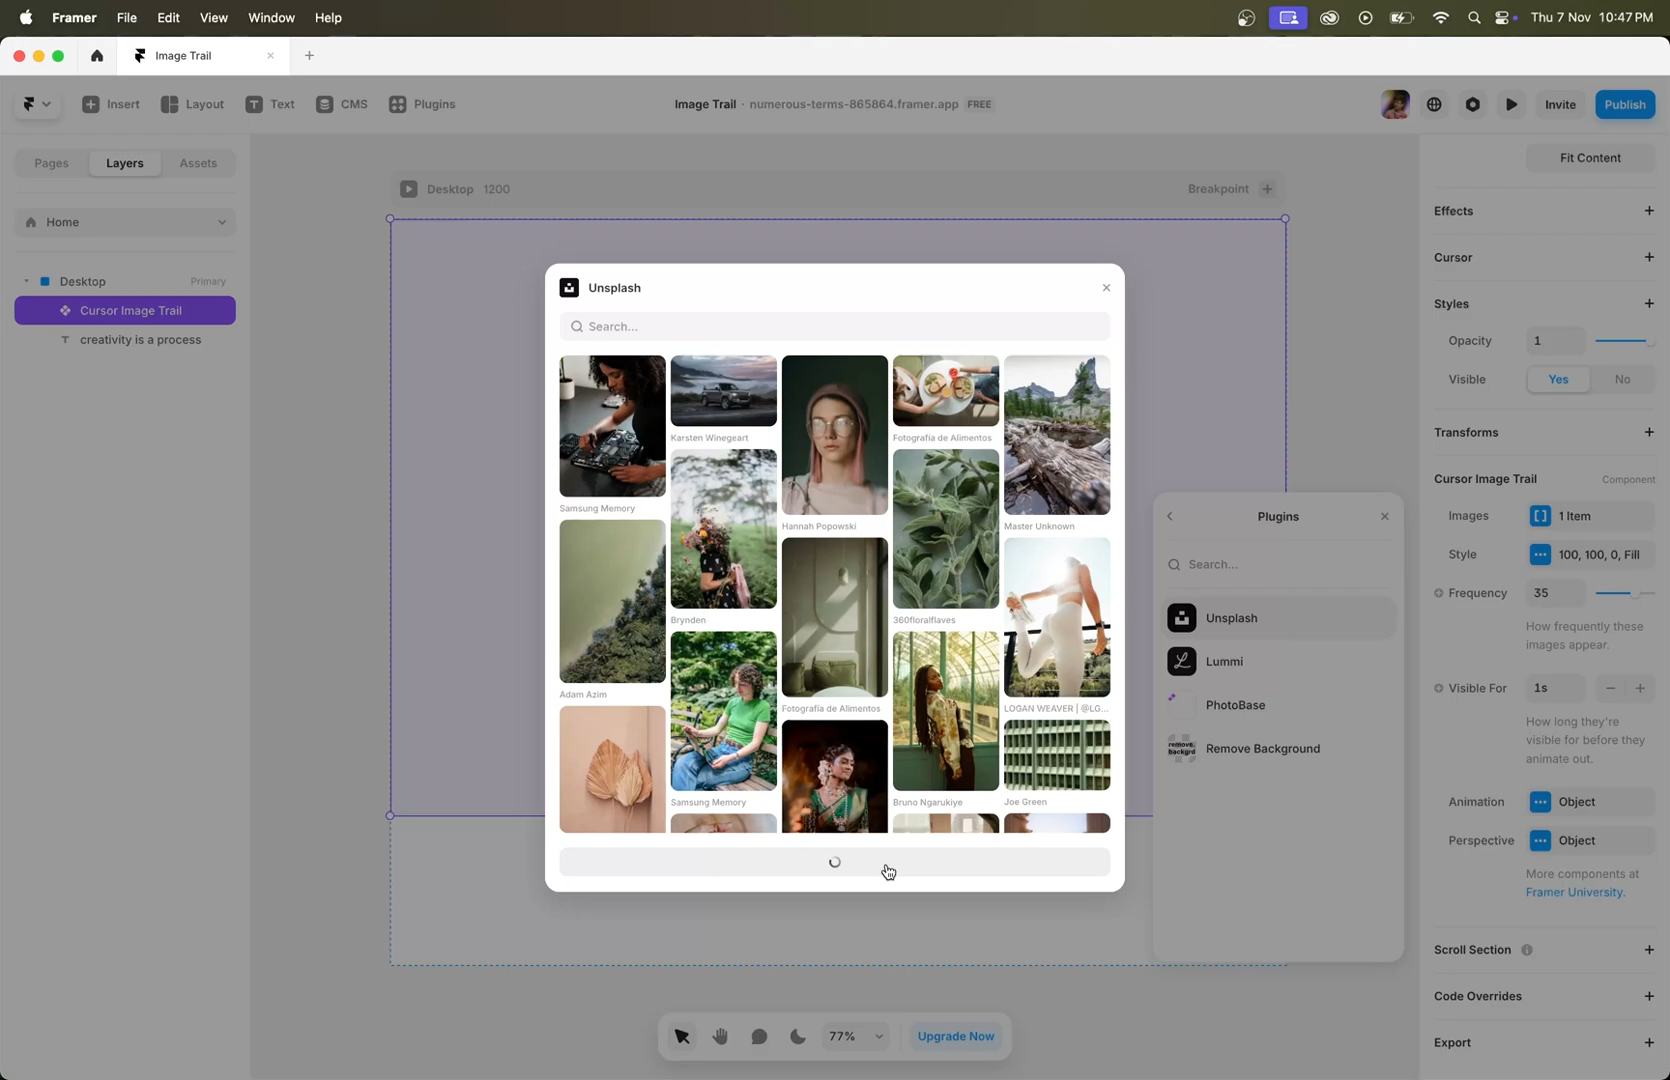 Framer File Edit View Window Help
Thu 7 Nov 10:47 PM
Image Trail
Insert Layout Text CMS Plugins
Image Trail · numerous-terms-865864.framer.app FREE
Invite Publish
Pages Layers Assets
Home
Desktop Primary
Cursor Image Trail
creativity is a process
Desktop 1200
Breakpoint
Unsplash
Search...
Karsten Winegeart
Fotografía de Alimentos
Samsung Memory
Hannah Popowski
Master Unknown
Brynden
360floralflaves
Adam Azim
Fotografía de Alimentos
LOGAN WEAVER | @LG...
Samsung Memory
Bruno Ngarukiye
Joe Green
Plugins
Search...
Unsplash
Lummi
PhotoBase
Remove Background
77%
Upgrade Now
Fit Content
Effects
Cursor
Styles
Opacity 1
Visible Yes No
Transforms
Cursor Image Trail Component
Images 1 Item
Style 100, 100, 0, Fill
Frequency 35
How frequently these
images appear.
Visible For 1s
How long they're
visible for before they
animate out.
Animation Object
Perspective Object
More components at
Framer University.
Scroll Section
Code Overrides
Export